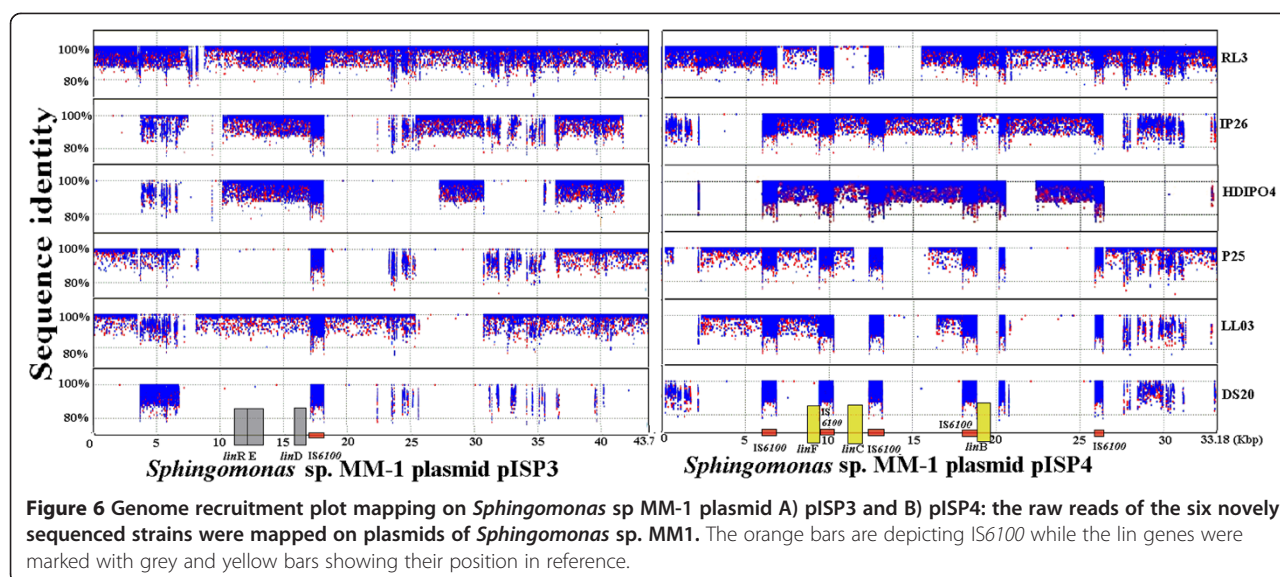 Sequence identity
100%
80%
100%
80%
100%
80%
100%
80%
100%
80%
100%
80%
RL3
IP26
HDIPO4
P25
LL03
DS20
0 5 10 15 20 25 30 35 40 43.7
linR E linD IS6100
Sphingomonas sp. MM-1 plasmid pISP3
0 5 10 15 20 25 30 33.18 (Kbp)
IS6100 linF IS 6100 linC IS6100 IS6100 linB IS6100
Sphingomonas sp. MM-1 plasmid pISP4
Figure 6 Genome recruitment plot mapping on Sphingomonas sp MM-1 plasmid A) pISP3 and B) pISP4: the raw reads of the six novely
sequenced strains were mapped on plasmids of Sphingomonas sp. MM1. The orange bars are depicting IS6100 while the lin genes were
marked with grey and yellow bars showing their position in reference.